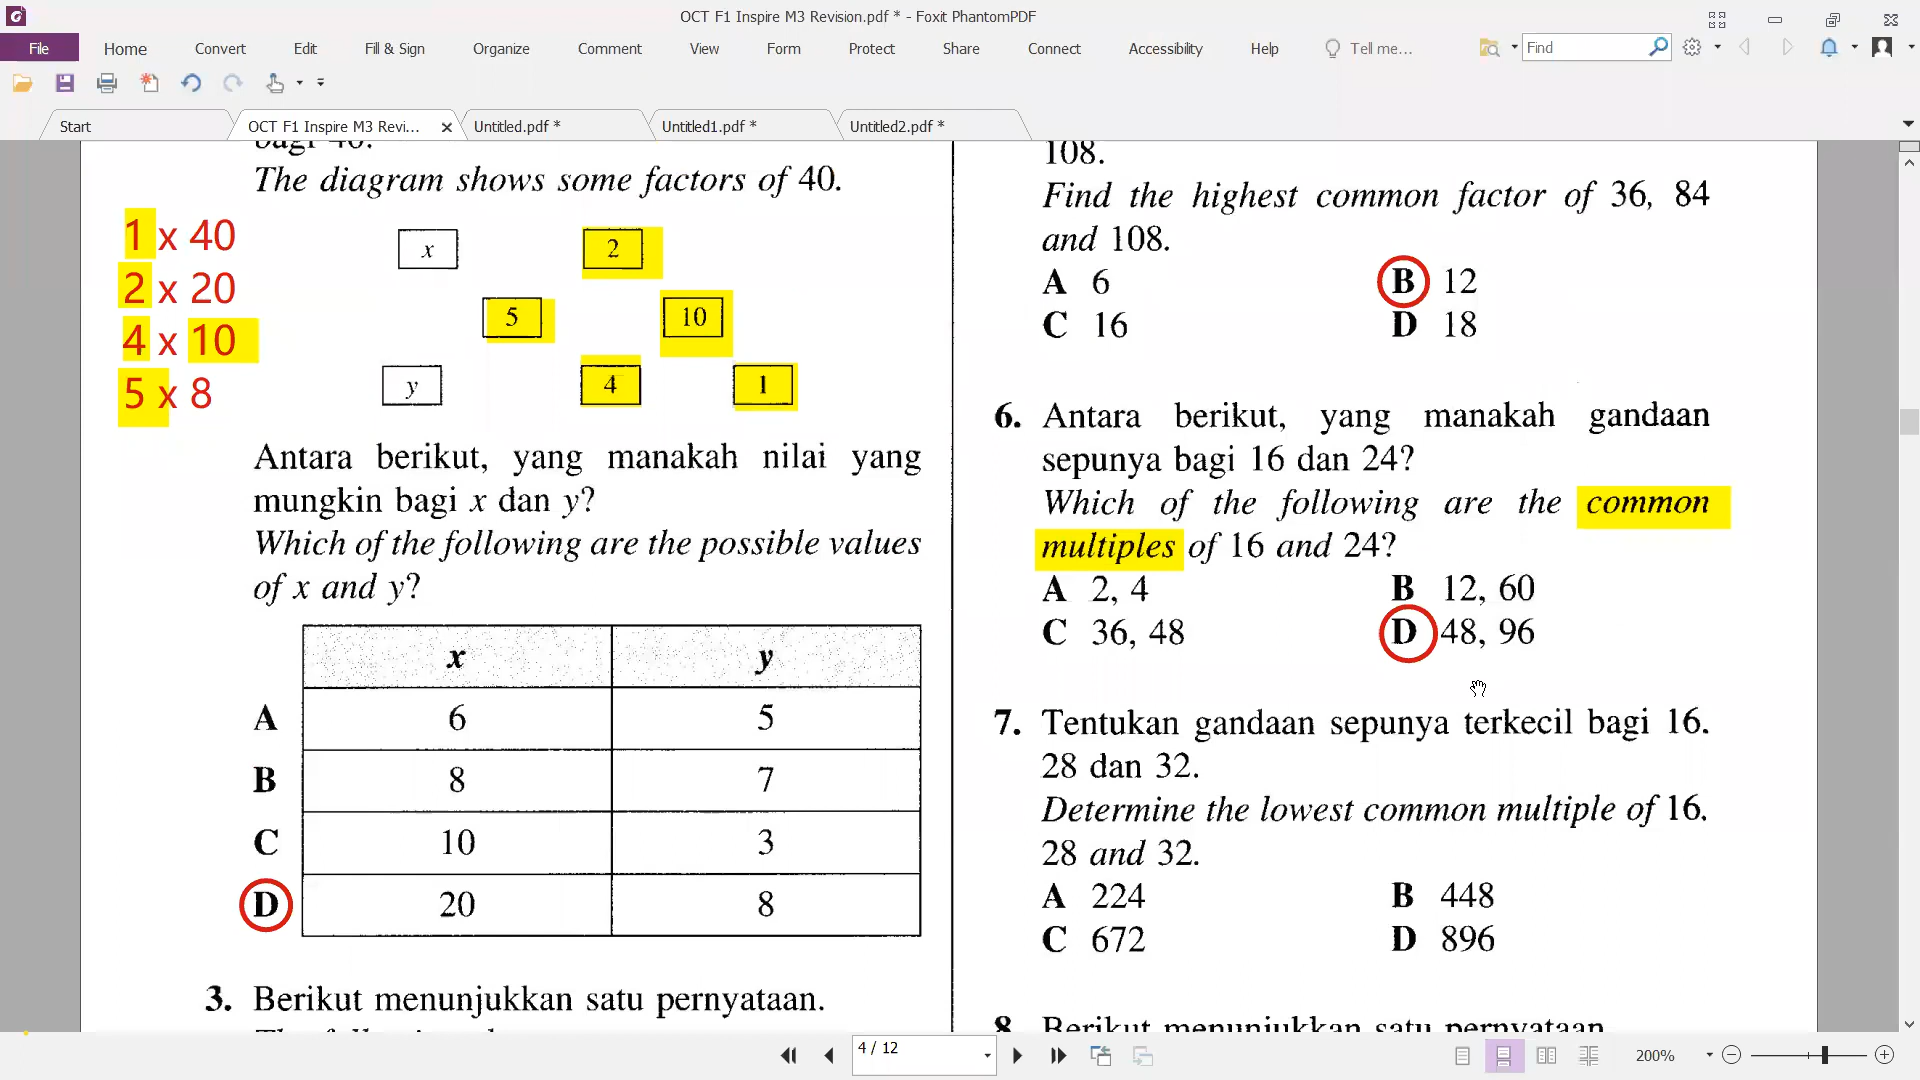 OCT F1 Inspire M3 Revision.pdf * - Foxit PhantomPDF
File Home Convert Edit Fill & Sign Organize Comment View Form Protect Share Connect Accessibility Help Tell me... Find
Start OCT F1 Inspire M3 Revi... Untitled.pdf * Untitled1.pdf * Untitled2.pdf *
bagi 40.
The diagram shows some factors of 40.
1 x 40
2 x 20
4 x 10
5 x 8
x 2
5 10
y 4 1
Antara berikut, yang manakah nilai yang
mungkin bagi x dan y?
Which of the following are the possible values
of x and y?
x y
A 6 5
B 8 7
C 10 3
D 20 8
3. Berikut menunjukkan satu pernyataan.
108.
Find the highest common factor of 36, 84
and 108.
A 6 B 12
C 16 D 18
6. Antara berikut, yang manakah gandaan
sepunya bagi 16 dan 24?
Which of the following are the common
multiples of 16 and 24?
A 2, 4 B 12, 60
C 36, 48 D 48, 96
7. Tentukan gandaan sepunya terkecil bagi 16.
28 dan 32.
Determine the lowest common multiple of 16.
28 and 32.
A 224 B 448
C 672 D 896
8. Berikut menunjukkan satu pernyataan.
4 / 12
200%